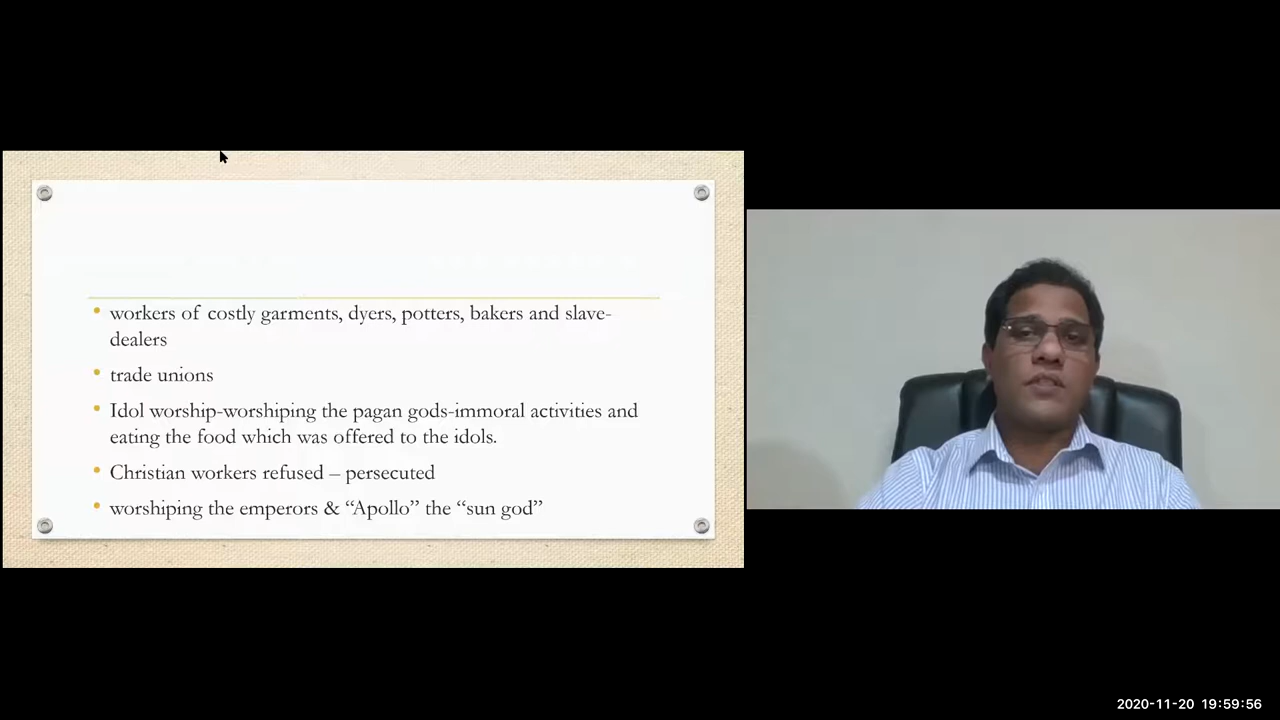 workers of costly garments, dyers, potters, bakers and slave-
dealers
trade unions
Idol worship-worshiping the pagan gods-immoral activities and
eating the food which was offered to the idols.
Christian workers refused – persecuted
worshiping the emperors & “Apollo” the “sun god”
2020-11-20 19:59:56